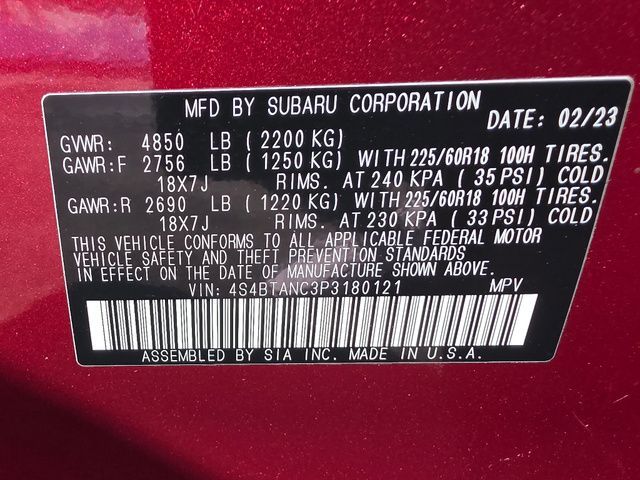 MFD BY SUBARU CORPORATION DATE: 02/23
GVWR: 4850 LB (2200 KG)
GAWR:F 2756 LB (1250 KG) WITH 225/60R18 100H TIRES.
18X7J RIMS. AT 240 KPA (35 PSI) COLD
GAWR:R 2690 LB (1220 KG) WITH 225/60R18 100H TIRES.
18X7J RIMS. AT 230 KPA (33 PSI) COLD
THIS VEHICLE CONFORMS TO ALL APPLICABLE FEDERAL MOTOR
VEHICLE SAFETY AND THEFT PREVENTION STANDARDS
IN EFFECT ON THE DATE OF MANUFACTURE SHOWN ABOVE.
VIN: 4S4BTANC3P3180121 MPV
ASSEMBLED BY SIA INC. MADE IN U.S.A.